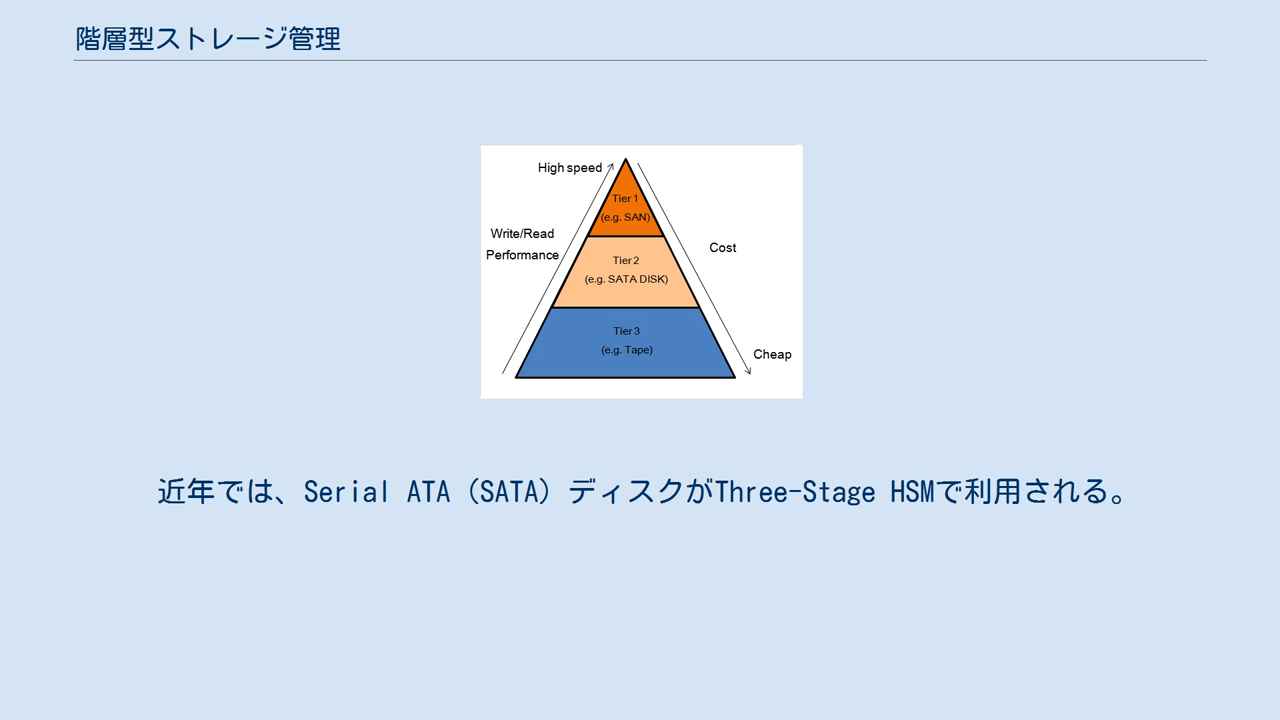 階層型ストレージ管理
High speed
Tier 1
(e.g. SAN)
Write/Read
Performance
Cost
Tier 2
(e.g. SATA DISK)
Tier 3
(e.g. Tape)
Cheap
近年では、Serial ATA（SATA）ディスクがThree-Stage HSMで利用される。